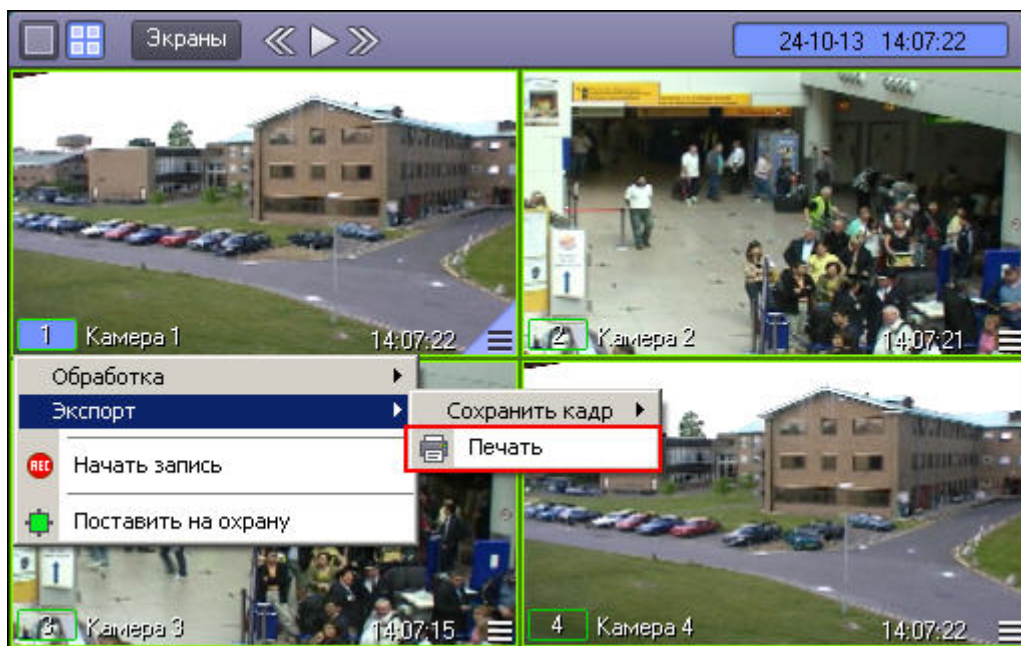 Экраны
24-10-13 14:07:22
1 Камера 1 14:07:22
2 Камера 2 14:07:21
Обработка
Экспорт
Сохранить кадр
Печать
REC Начать запись
Поставить на охрану
3 Камера 3 14:07:15
4 Камера 4 14:07:22